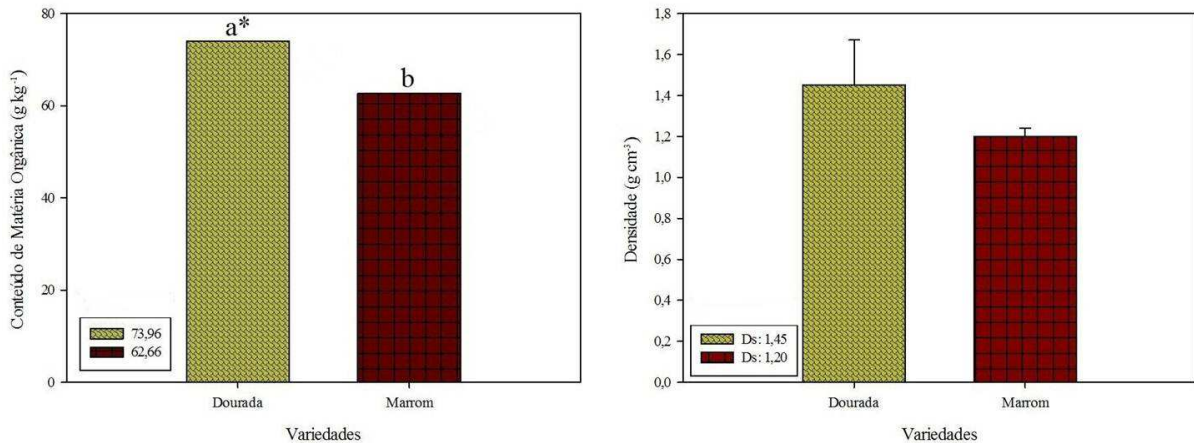 Conteúdo de Matéria Orgânica (g kg⁻¹)
80
60
40
20
0
a*
b
73,96
62,66
Dourada
Marrom
Variedades
Densidade (g cm⁻³)
1,8
1,6
1,4
1,2
1,0
0,8
0,6
0,4
0,2
0,0
Ds: 1,45
Ds: 1,20
Dourada
Marrom
Variedades